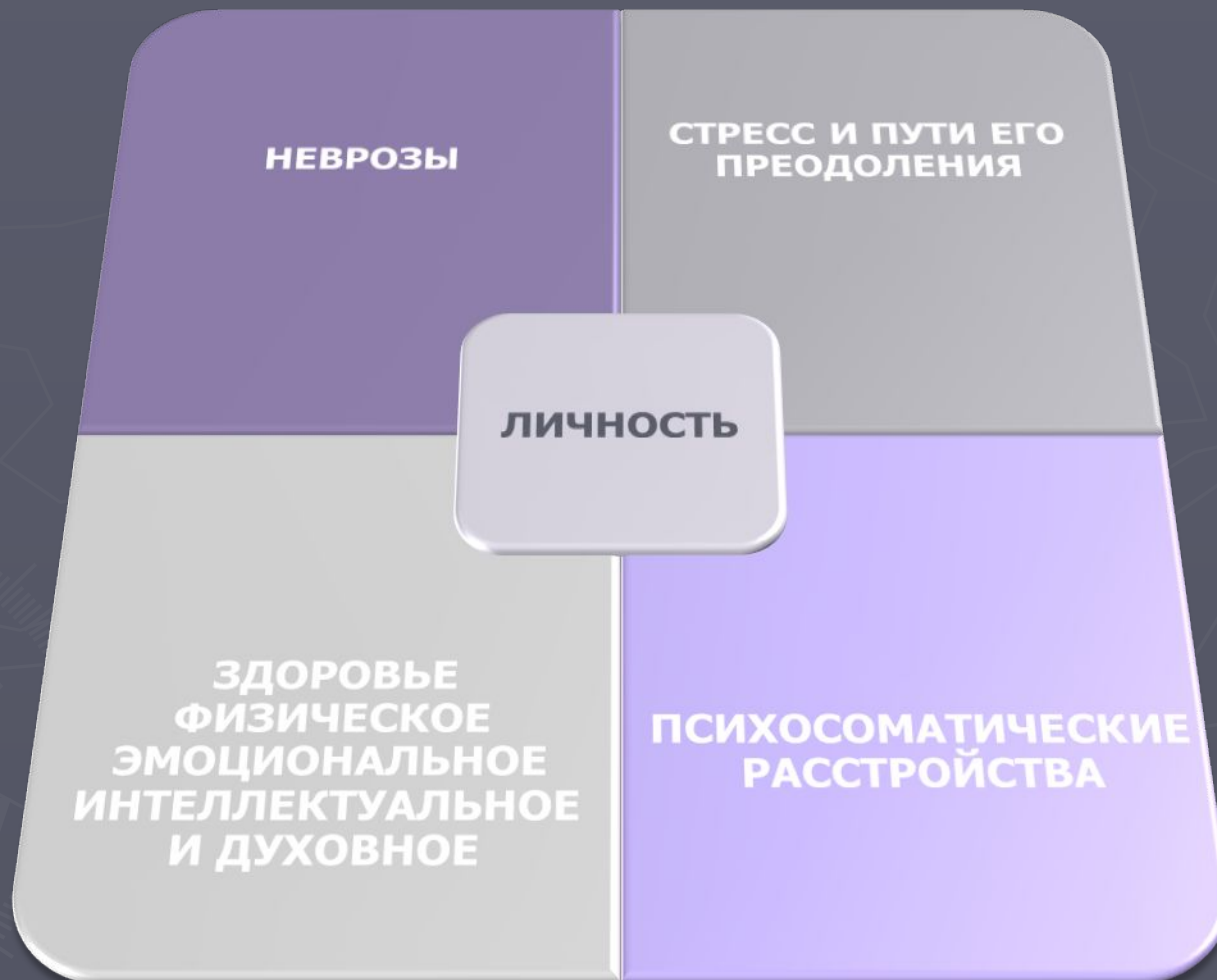 НЕВРОЗЫ
СТРЕСС И ПУТИ ЕГО
ПРЕОДОЛЕНИЯ
ЛИЧНОСТЬ
ЗДОРОВЬЕ
ФИЗИЧЕСКОЕ
ЭМОЦИОНАЛЬНОЕ
ИНТЕЛЛЕКТУАЛЬНОЕ
И ДУХОВНОЕ
ПСИХОСОМАТИЧЕСКИЕ
РАССТРОЙСТВА